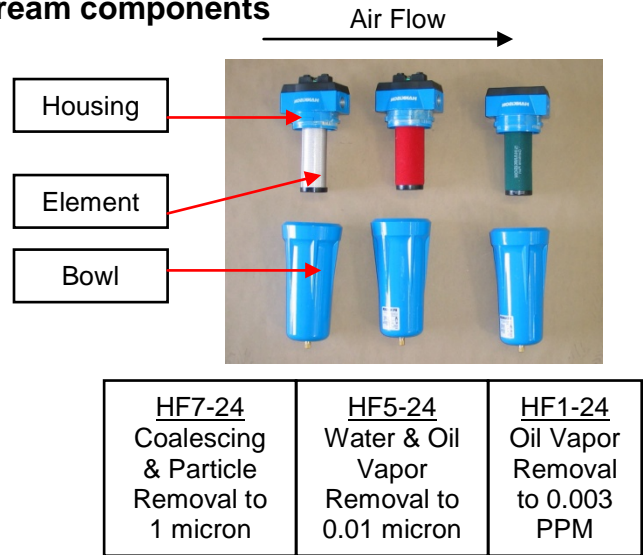 ream components
Air Flow
Housing
Element
Bowl
HF7-24
Coalescing
& Particle
Removal to
1 micron
HF5-24
Water & Oil
Vapor
Removal to
0.01 micron
HF1-24
Oil Vapor
Removal
to 0.003
PPM